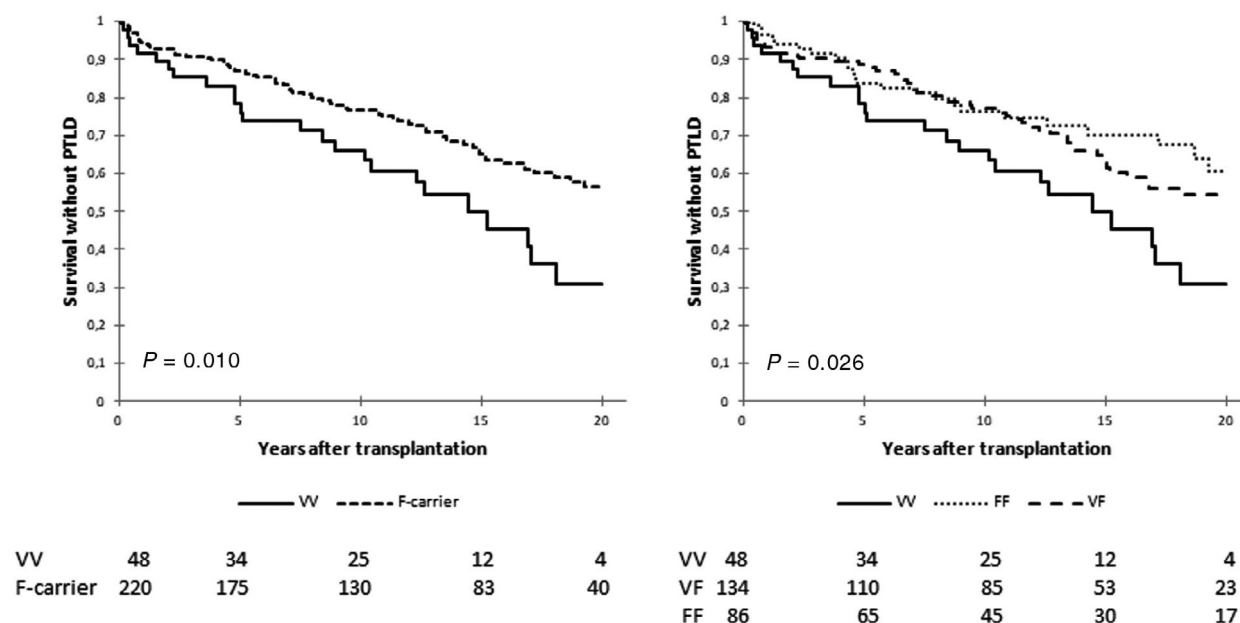 Survival without PTLD
1
0,9
0,8
0,7
0,6
0,5
0,4
0,3
0,2
0,1
0
P = 0.010
0 5 10 15 20
Years after transplantation
VV F-carrier
VV 48 34 25 12 4
F-carrier 220 175 130 83 40
Survival without PTLD
1
0,9
0,8
0,7
0,6
0,5
0,4
0,3
0,2
0,1
0
P = 0.026
0 5 10 15 20
Years after transplantation
VV FF VF
VV 48 34 25 12 4
VF 134 110 85 53 23
FF 86 65 45 30 17